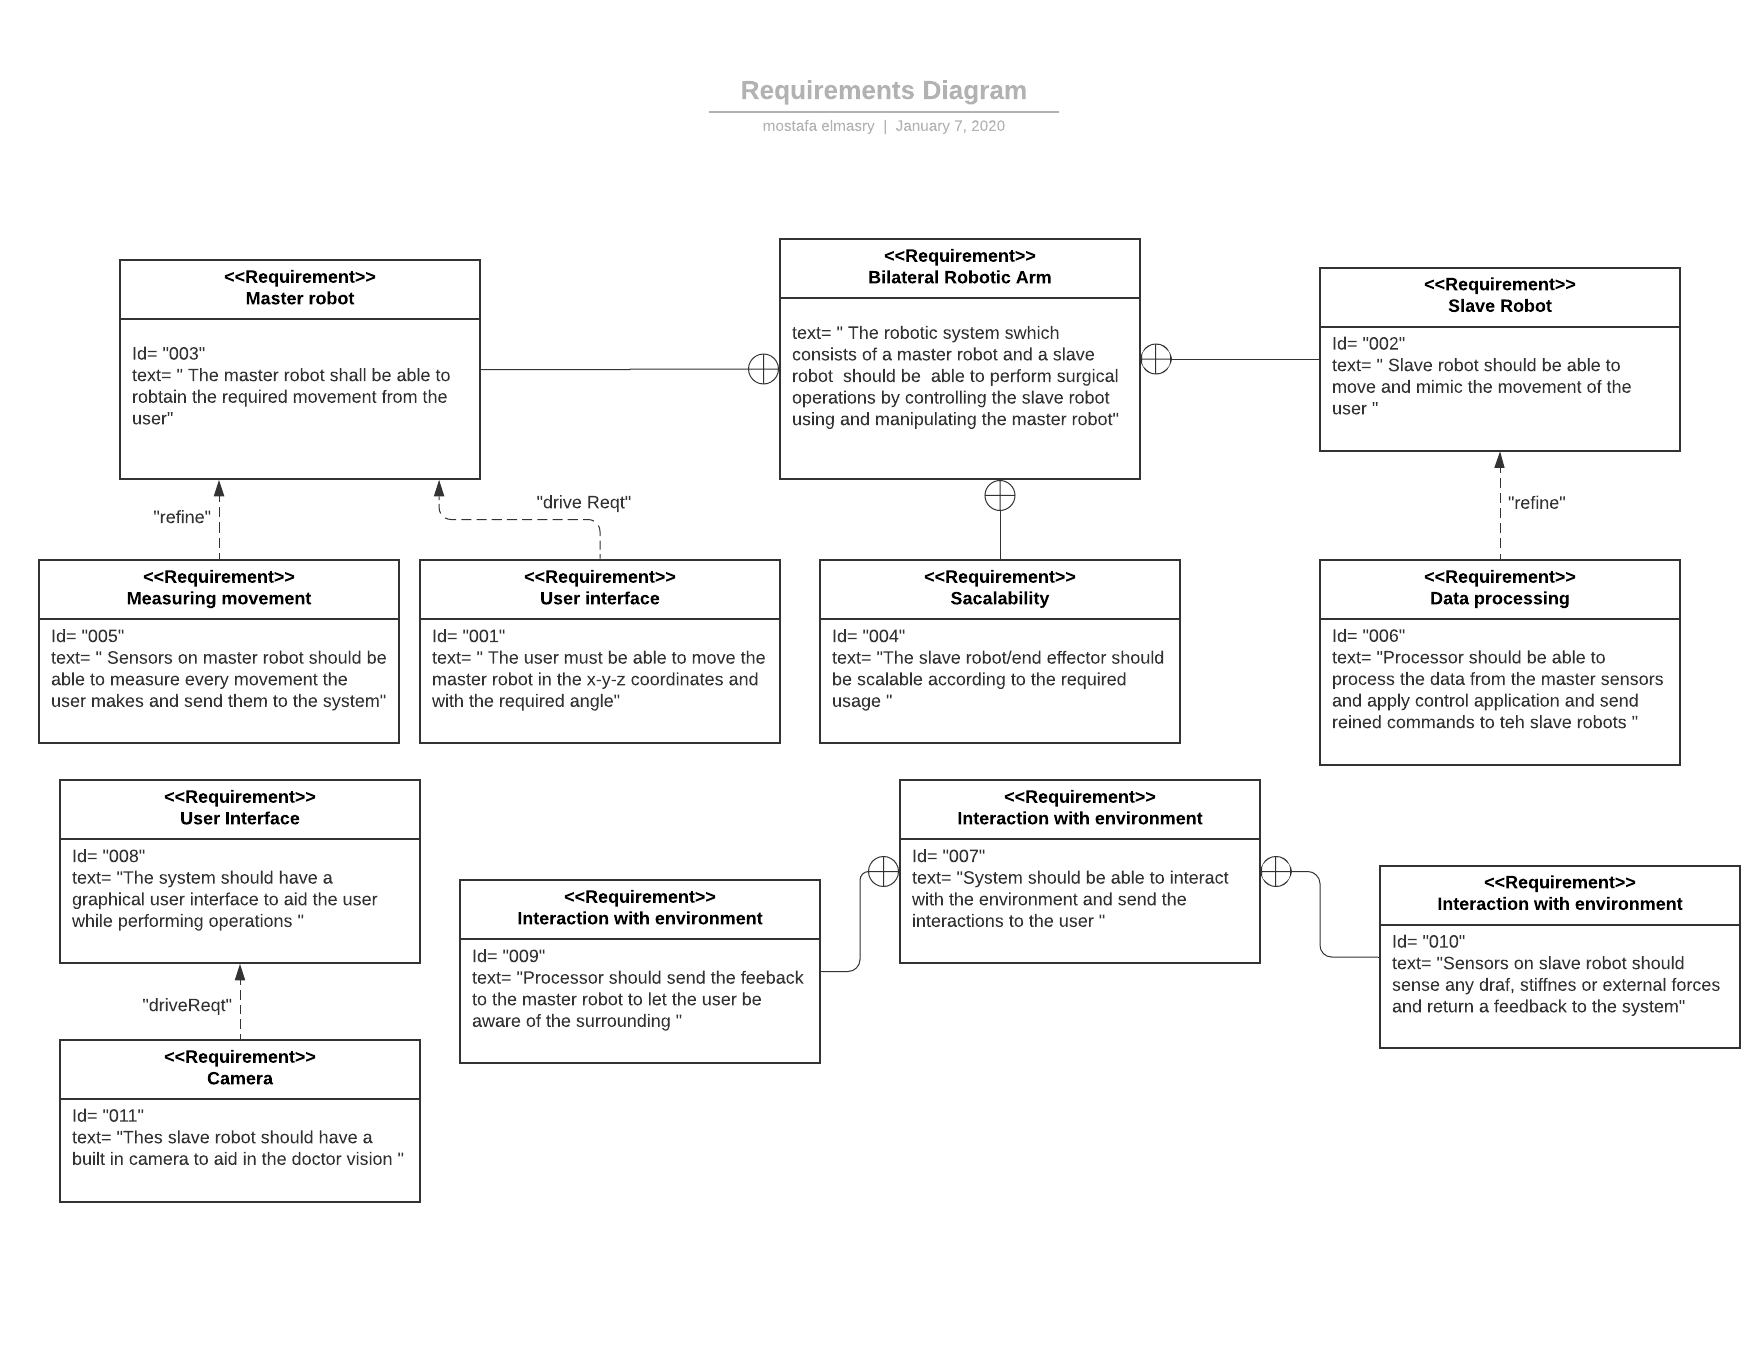 Requirements Diagram
mostafa elmasry | January 7, 2020
<<Requirement>>
Master robot
Id= "003"
text= " The master robot shall be able to
robtain the required movement from the
user"
<<Requirement>>
Bilateral Robotic Arm
text= " The robotic system swhich
consists of a master robot and a slave
robot  should be  able to perform surgical
operations by controlling the slave robot
using and manipulating the master robot"
<<Requirement>>
Slave Robot
Id= "002"
text= " Slave robot should be able to
move and mimic the movement of the
user "
"refine"
"drive Reqt"
"refine"
<<Requirement>>
Measuring movement
Id= "005"
text= " Sensors on master robot should be
able to measure every movement the
user makes and send them to the system"
<<Requirement>>
User interface
Id= "001"
text= " The user must be able to move the
master robot in the x-y-z coordinates and
with the required angle"
<<Requirement>>
Sacalability
Id= "004"
text= "The slave robot/end effector should
be scalable according to the required
usage "
<<Requirement>>
Data processing
Id= "006"
text= "Processor should be able to
process the data from the master sensors
and apply control application and send
reined commands to teh slave robots "
<<Requirement>>
User Interface
Id= "008"
text= "The system should have a
graphical user interface to aid the user
while performing operations "
<<Requirement>>
Interaction with environment
Id= "009"
text= "Processor should send the feeback
to the master robot to let the user be
aware of the surrounding "
<<Requirement>>
Interaction with environment
Id= "007"
text= "System should be able to interact
with the environment and send the
interactions to the user "
<<Requirement>>
Interaction with environment
Id= "010"
text= "Sensors on slave robot should
sense any draf, stiffnes or external forces
and return a feedback to the system"
"driveReqt"
<<Requirement>>
Camera
Id= "011"
text= "Thes slave robot should have a
built in camera to aid in the doctor vision "